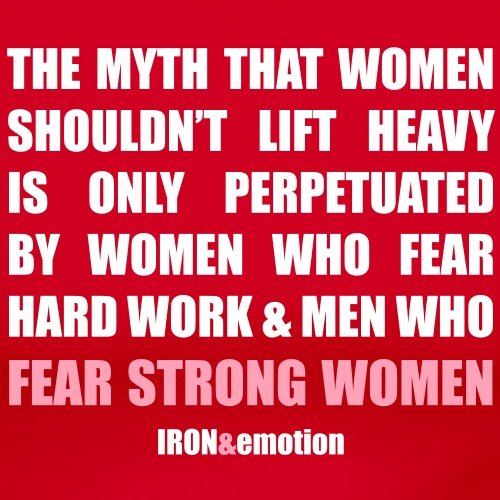 THE MYTH THAT WOMEN
SHOULDN'T LIFT HEAVY
IS ONLY PERPETUATED
BY WOMEN WHO FEAR
HARD WORK & MEN WHO
FEAR STRONG WOMEN
IRON&emotion